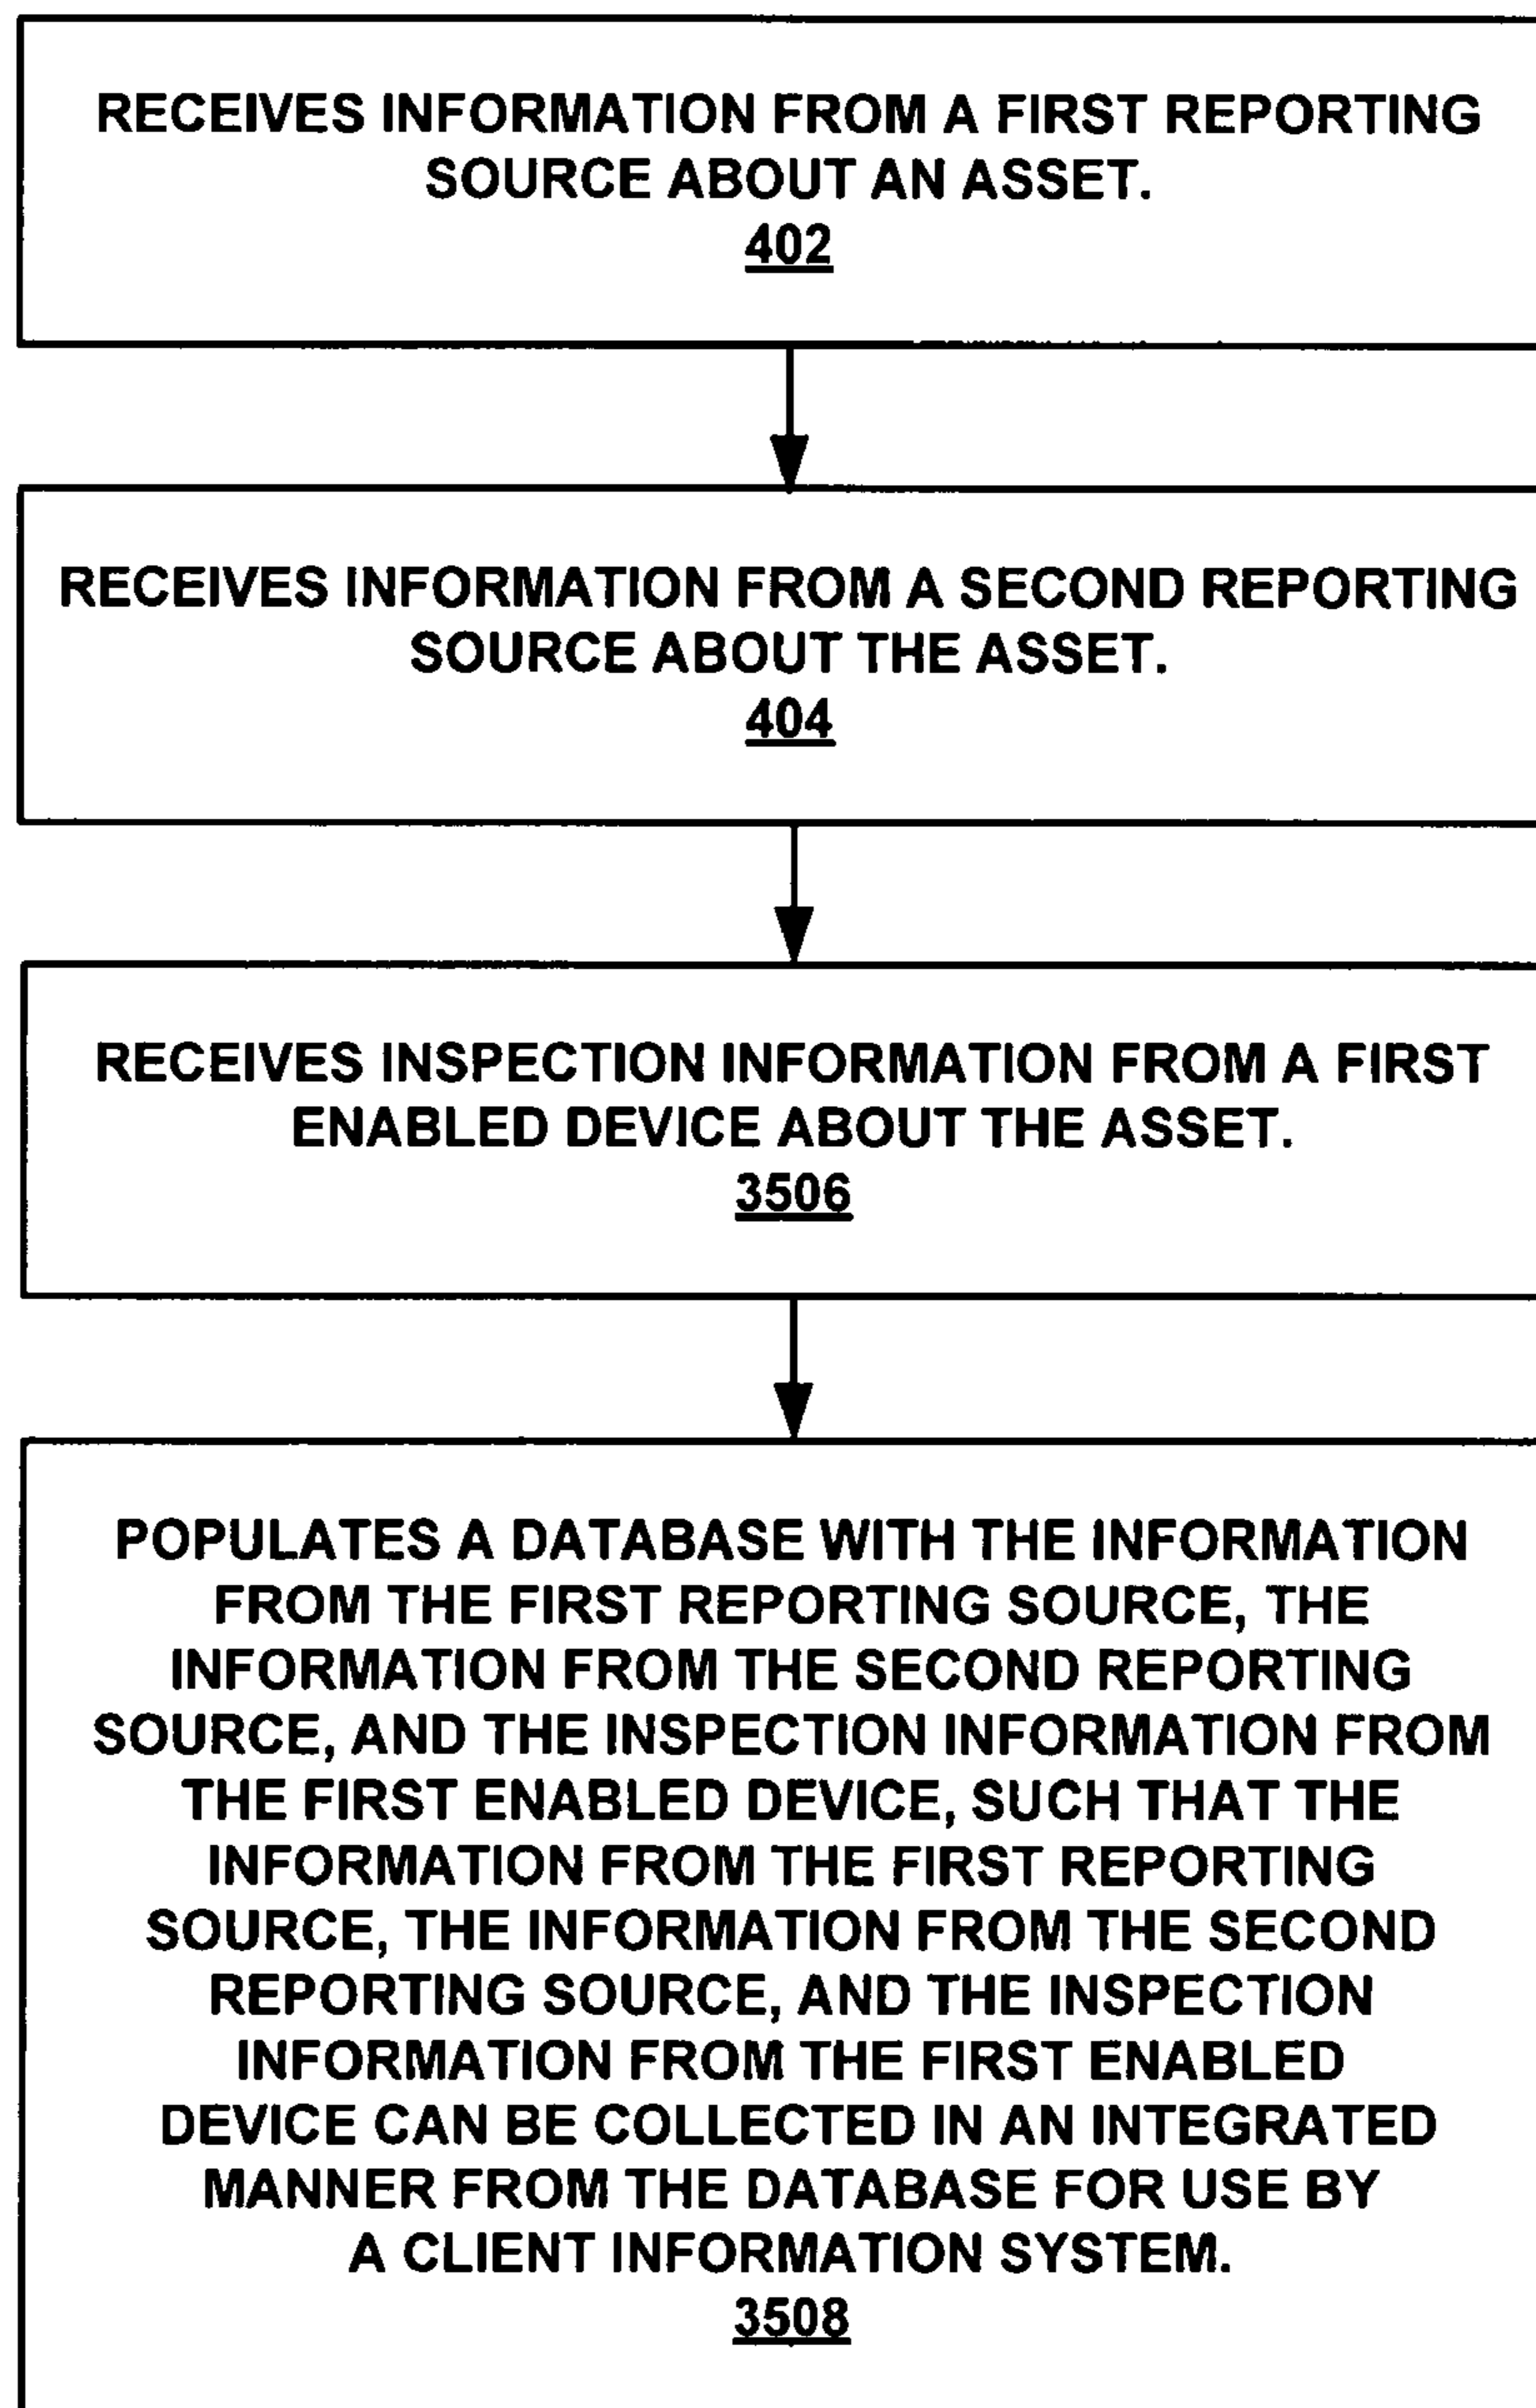 RECEIVES INFORMATION FROM A FIRST REPORTING
SOURCE ABOUT AN ASSET.
402
RECEIVES INFORMATION FROM A SECOND REPORTING
SOURCE ABOUT THE ASSET.
404
RECEIVES INSPECTION INFORMATION FROM A FIRST
ENABLED DEVICE ABOUT THE ASSET.
3506
POPULATES A DATABASE WITH THE INFORMATION
FROM THE FIRST REPORTING SOURCE, THE
INFORMATION FROM THE SECOND REPORTING
SOURCE, AND THE INSPECTION INFORMATION FROM
THE FIRST ENABLED DEVICE, SUCH THAT THE
INFORMATION FROM THE FIRST REPORTING
SOURCE, THE INFORMATION FROM THE SECOND
REPORTING SOURCE, AND THE INSPECTION
INFORMATION FROM THE FIRST ENABLED
DEVICE CAN BE COLLECTED IN AN INTEGRATED
MANNER FROM THE DATABASE FOR USE BY
A CLIENT INFORMATION SYSTEM.
3508